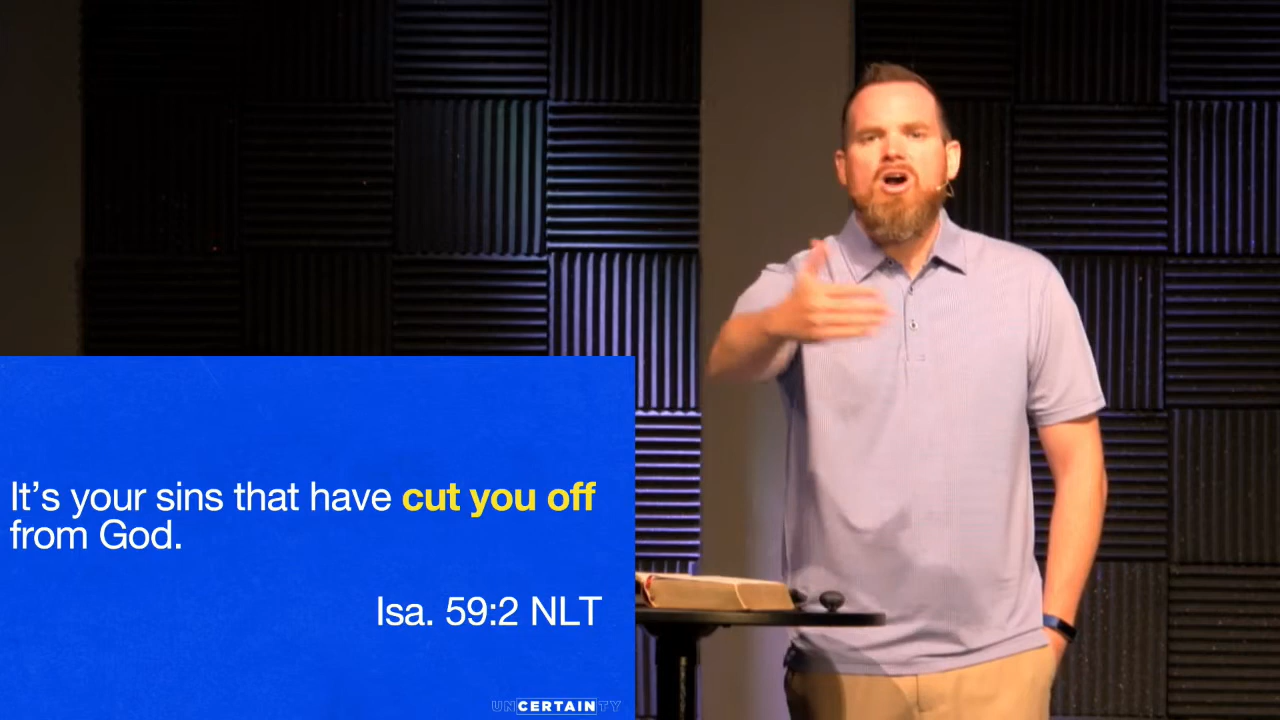 It’s your sins that have cut you off
from God.
Isa. 59:2 NLT
UNCERTAINTY